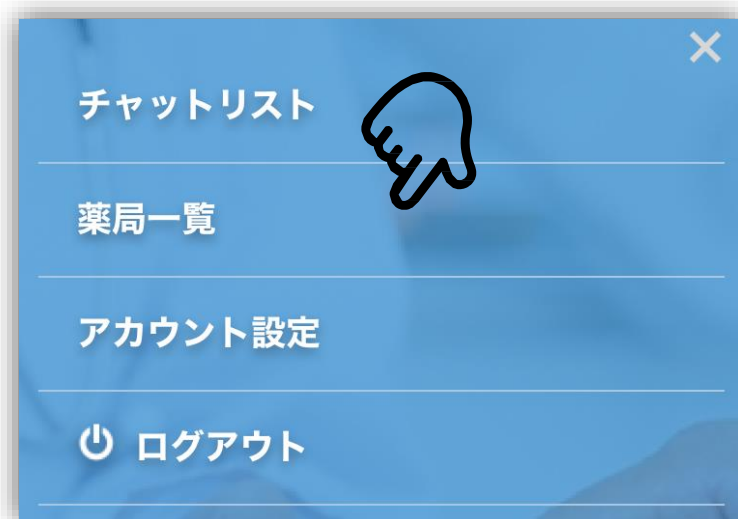 チャットリスト
薬局一覧
アカウント設定
ログアウト